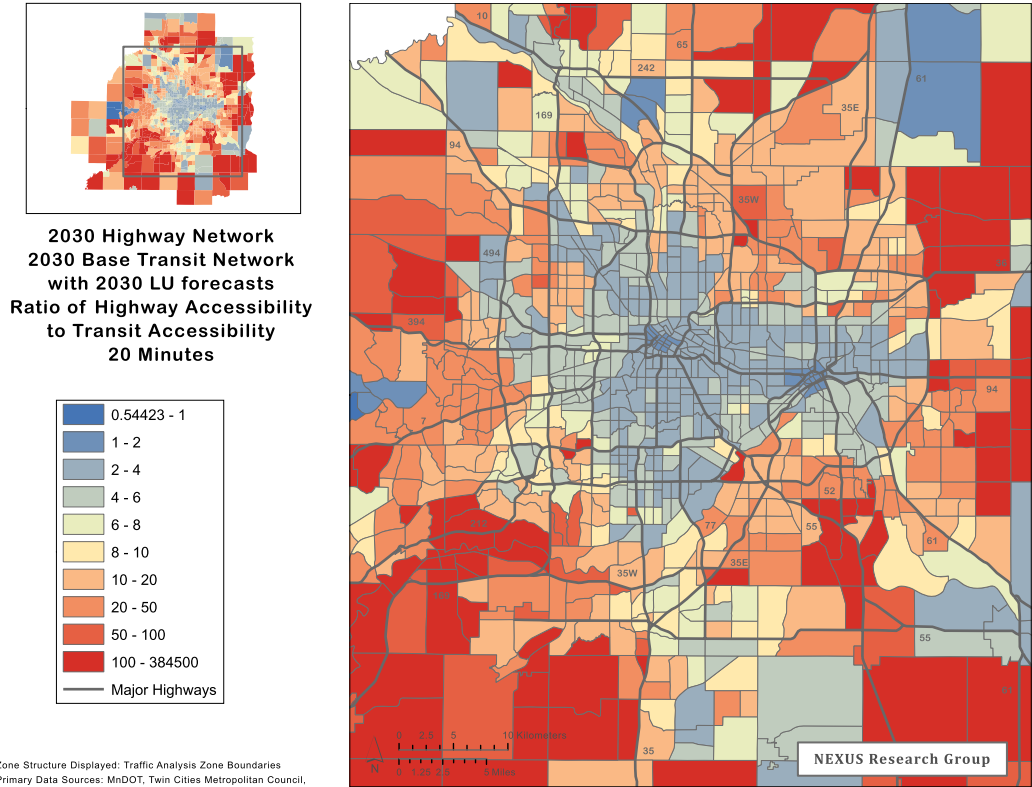 2030 Highway Network
2030 Base Transit Network
with 2030 LU forecasts
Ratio of Highway Accessibility
to Transit Accessibility
20 Minutes
0.54423 - 1
1 - 2
2 - 4
4 - 6
6 - 8
8 - 10
10 - 20
20 - 50
50 - 100
100 - 384500
Major Highways
Zone Structure Displayed: Traffic Analysis Zone Boundaries
Primary Data Sources: MnDOT, Twin Cities Metropolitan Council,
10
65
242
61
169
35E
94
35W
494
394
94
52
212
77
55
61
35E
35W
169
55
35
0 2.5 5 10 Kilometers
N
0 1.25 2.5 5 Miles
NEXUS Research Group